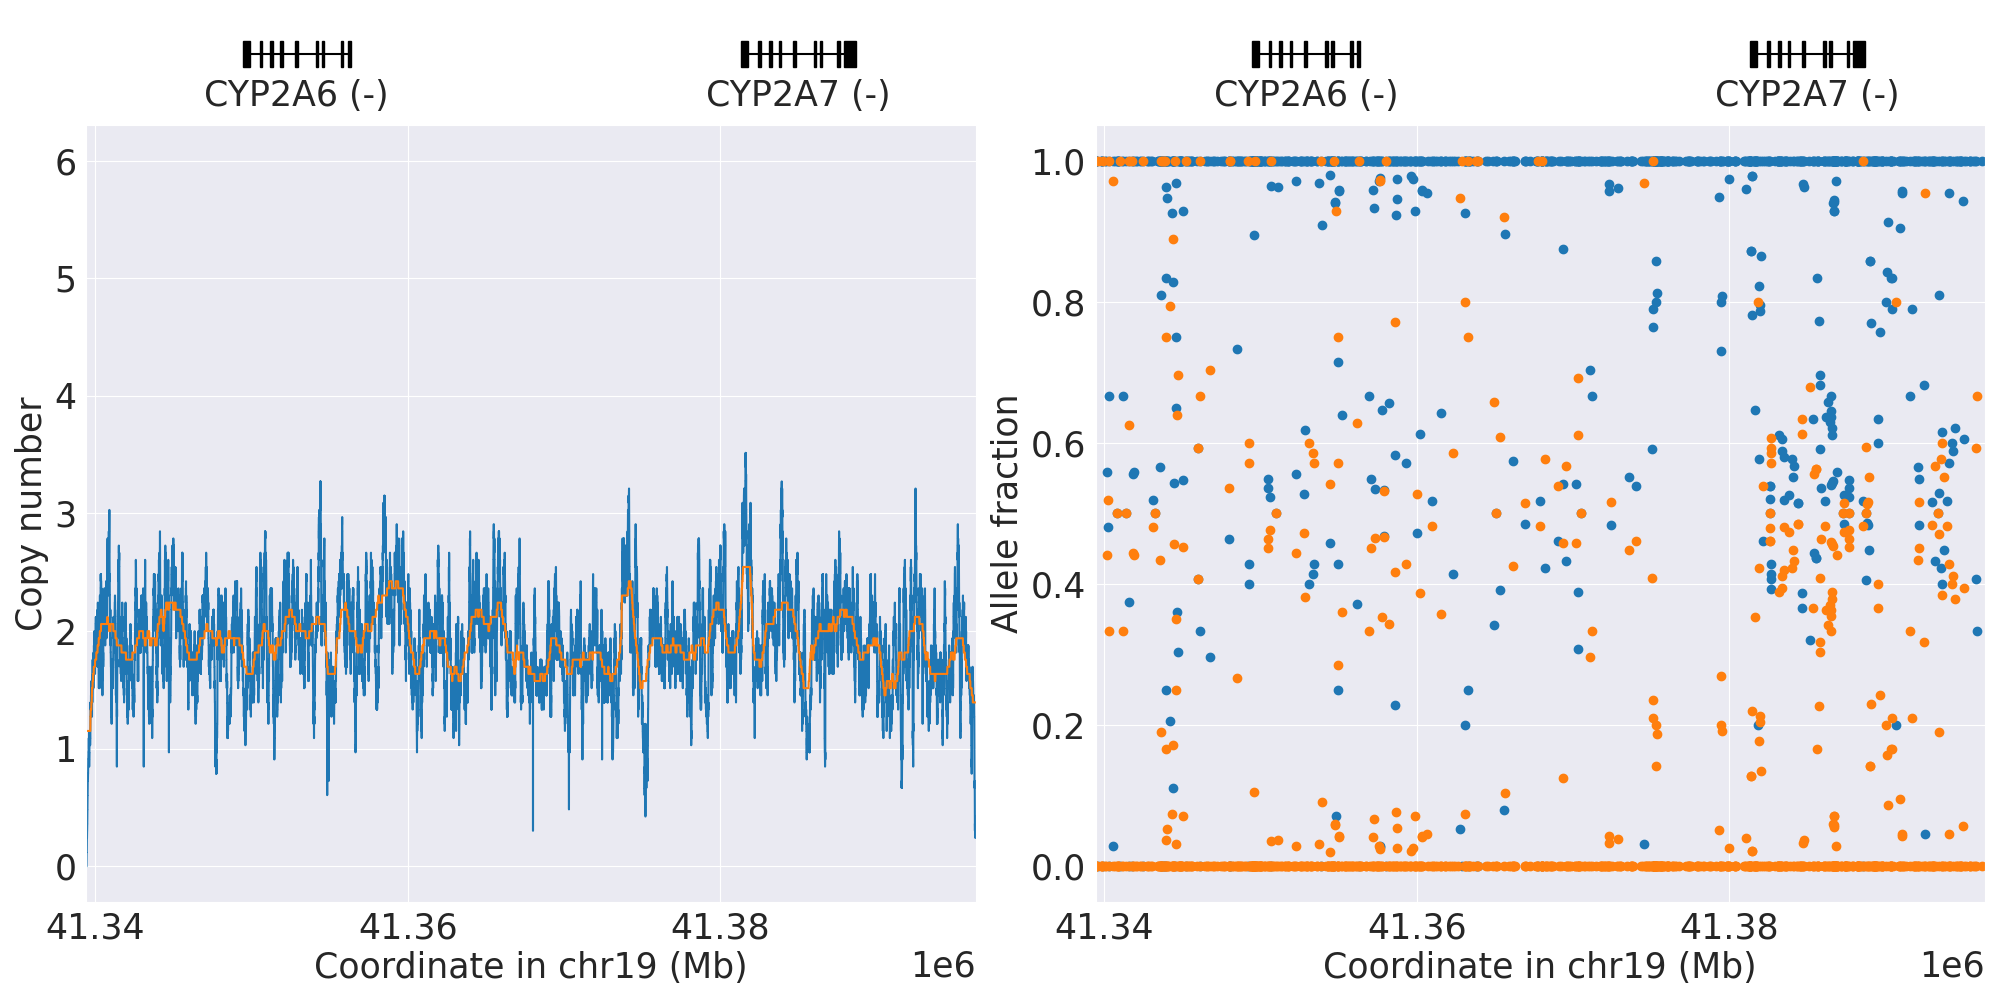 CYP2A6 (-)
CYP2A7 (-)
6
5
4
3
2
1
0
Copy number
41.34
41.36
41.38
Coordinate in chr19 (Mb)
1e6
CYP2A6 (-)
CYP2A7 (-)
1.0
0.8
0.6
0.4
0.2
0.0
Allele fraction
41.34
41.36
41.38
Coordinate in chr19 (Mb)
1e6